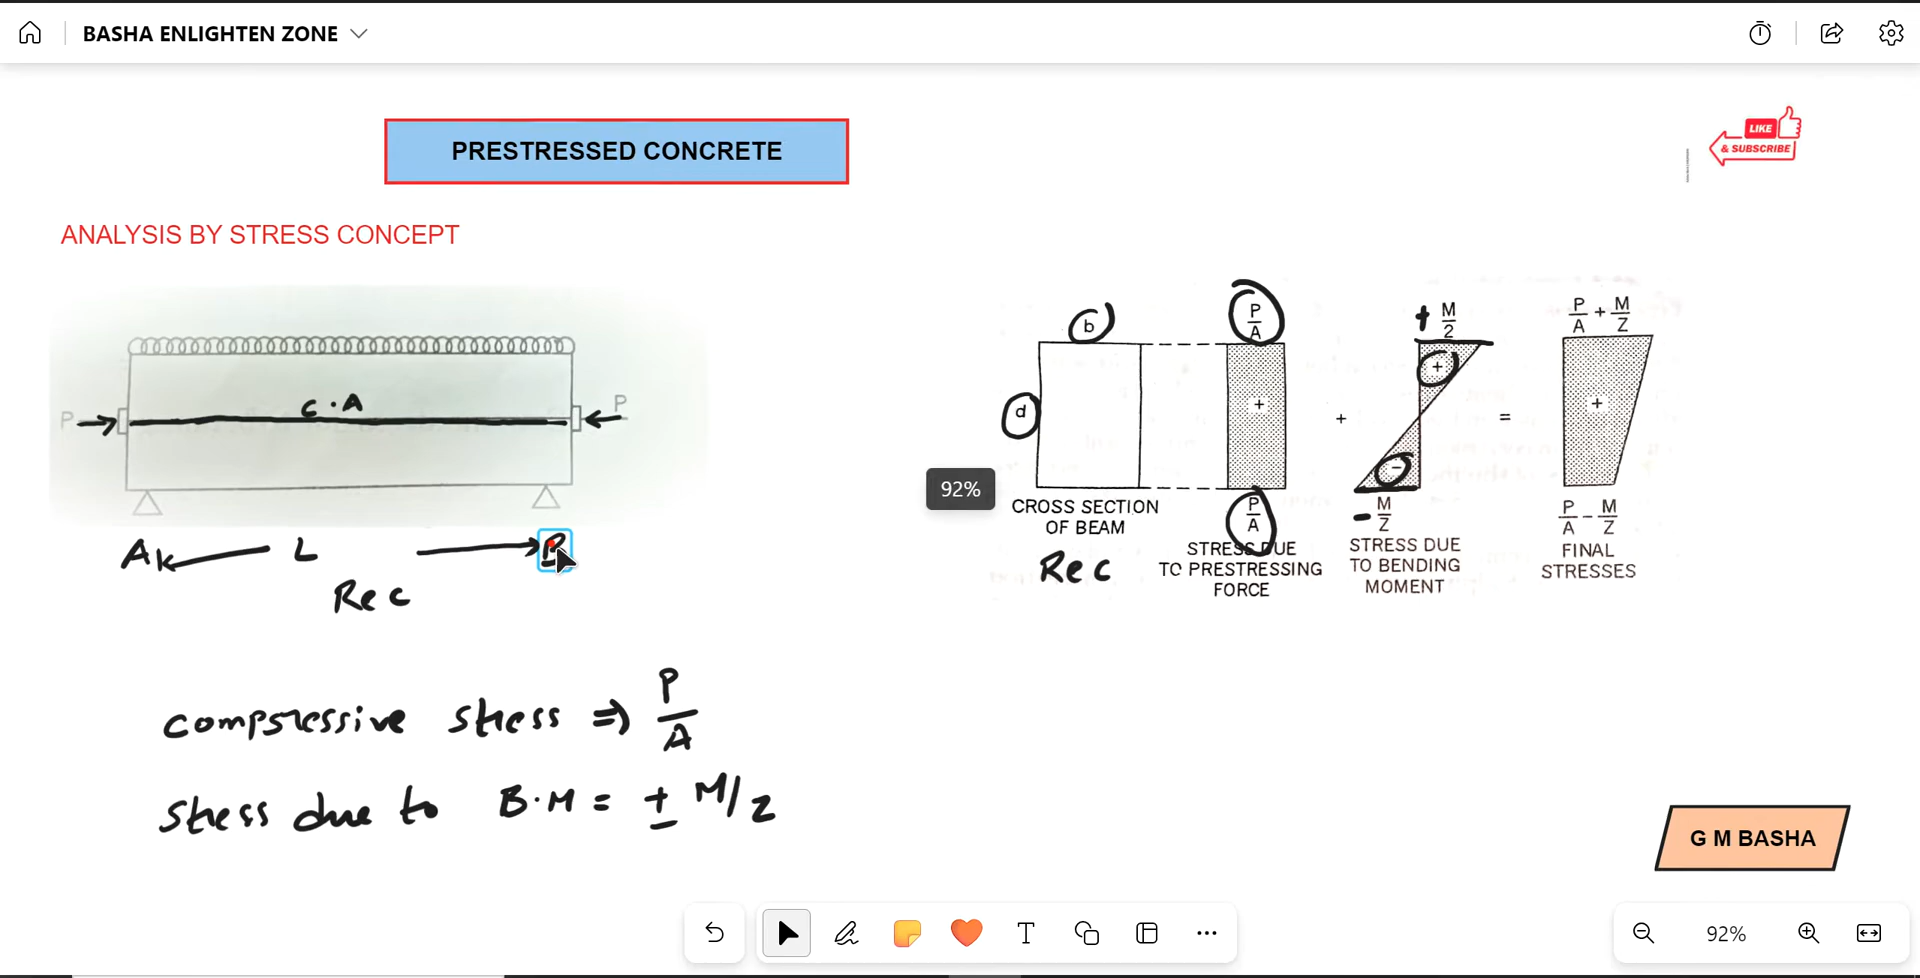 BASHA ENLIGHTEN ZONE
PRESTRESSED CONCRETE
LIKE
& SUBSCRIBE
ANALYSIS BY STRESS CONCEPT
C.A
P
P
A L B
Rec
b
d
CROSS SECTION
OF BEAM
Rec
P
A
P
A
STRESS DUE
TO PRESTRESSING
FORCE
+ M
2
- M
Z
STRESS DUE
TO BENDING
MOMENT
P + M
A Z
P - M
A Z
FINAL
STRESSES
+
+
+
-
=
+
92%
compressive stress ⇒ P
A
stress due to B.M = ± M/Z
G M BASHA
T
92%